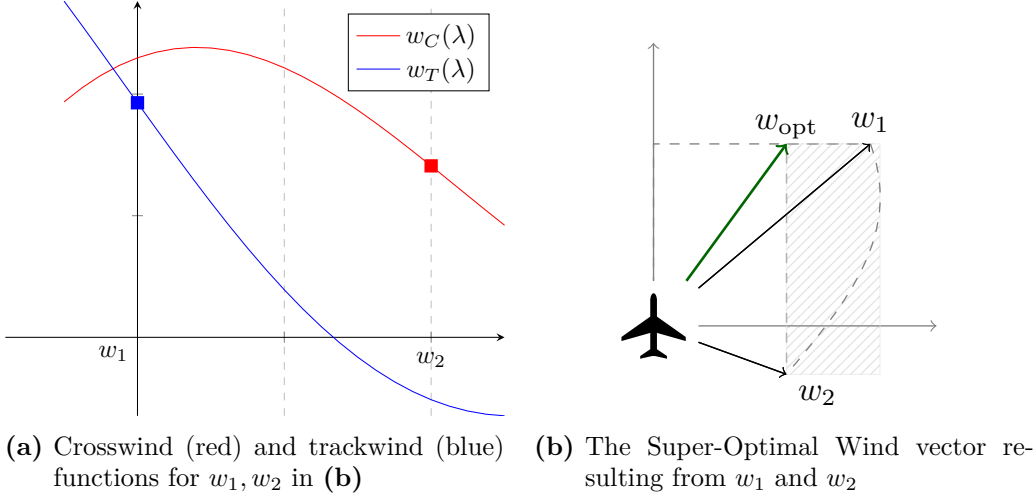 w_C(λ)
w_T(λ)
w_1
w_2
(a) Crosswind (red) and trackwind (blue)
functions for w_1, w_2 in (b)
w_opt
w_1
w_2
(b) The Super-Optimal Wind vector re-
sulting from w_1 and w_2